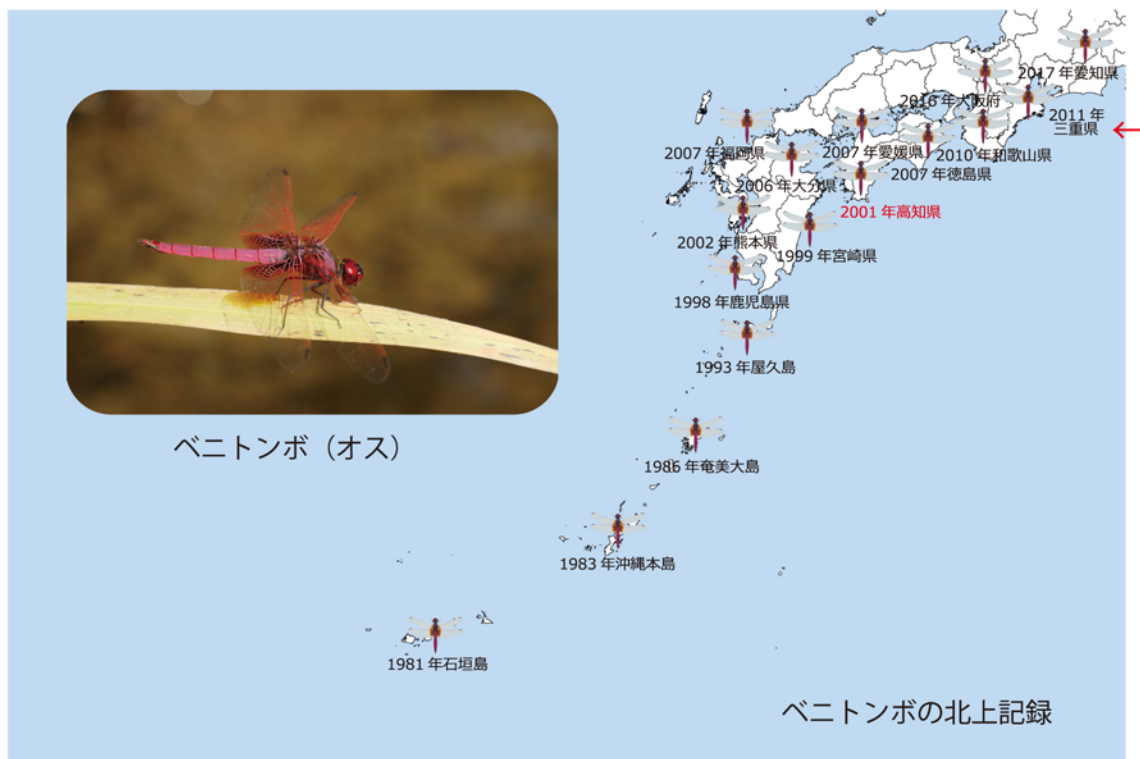 2017 年愛知県
2016 年大阪府
2011 年
三重県
2007 年福岡県
2007 年愛媛県
2010 年和歌山県
2007 年徳島県
2006 年大分県
2001 年高知県
2002 年熊本県
1999 年宮崎県
1998 年鹿児島県
1993 年屋久島
ベニトンボ（オス）
1986 年奄美大島
1983 年沖縄本島
1981 年石垣島
ベニトンボの北上記録